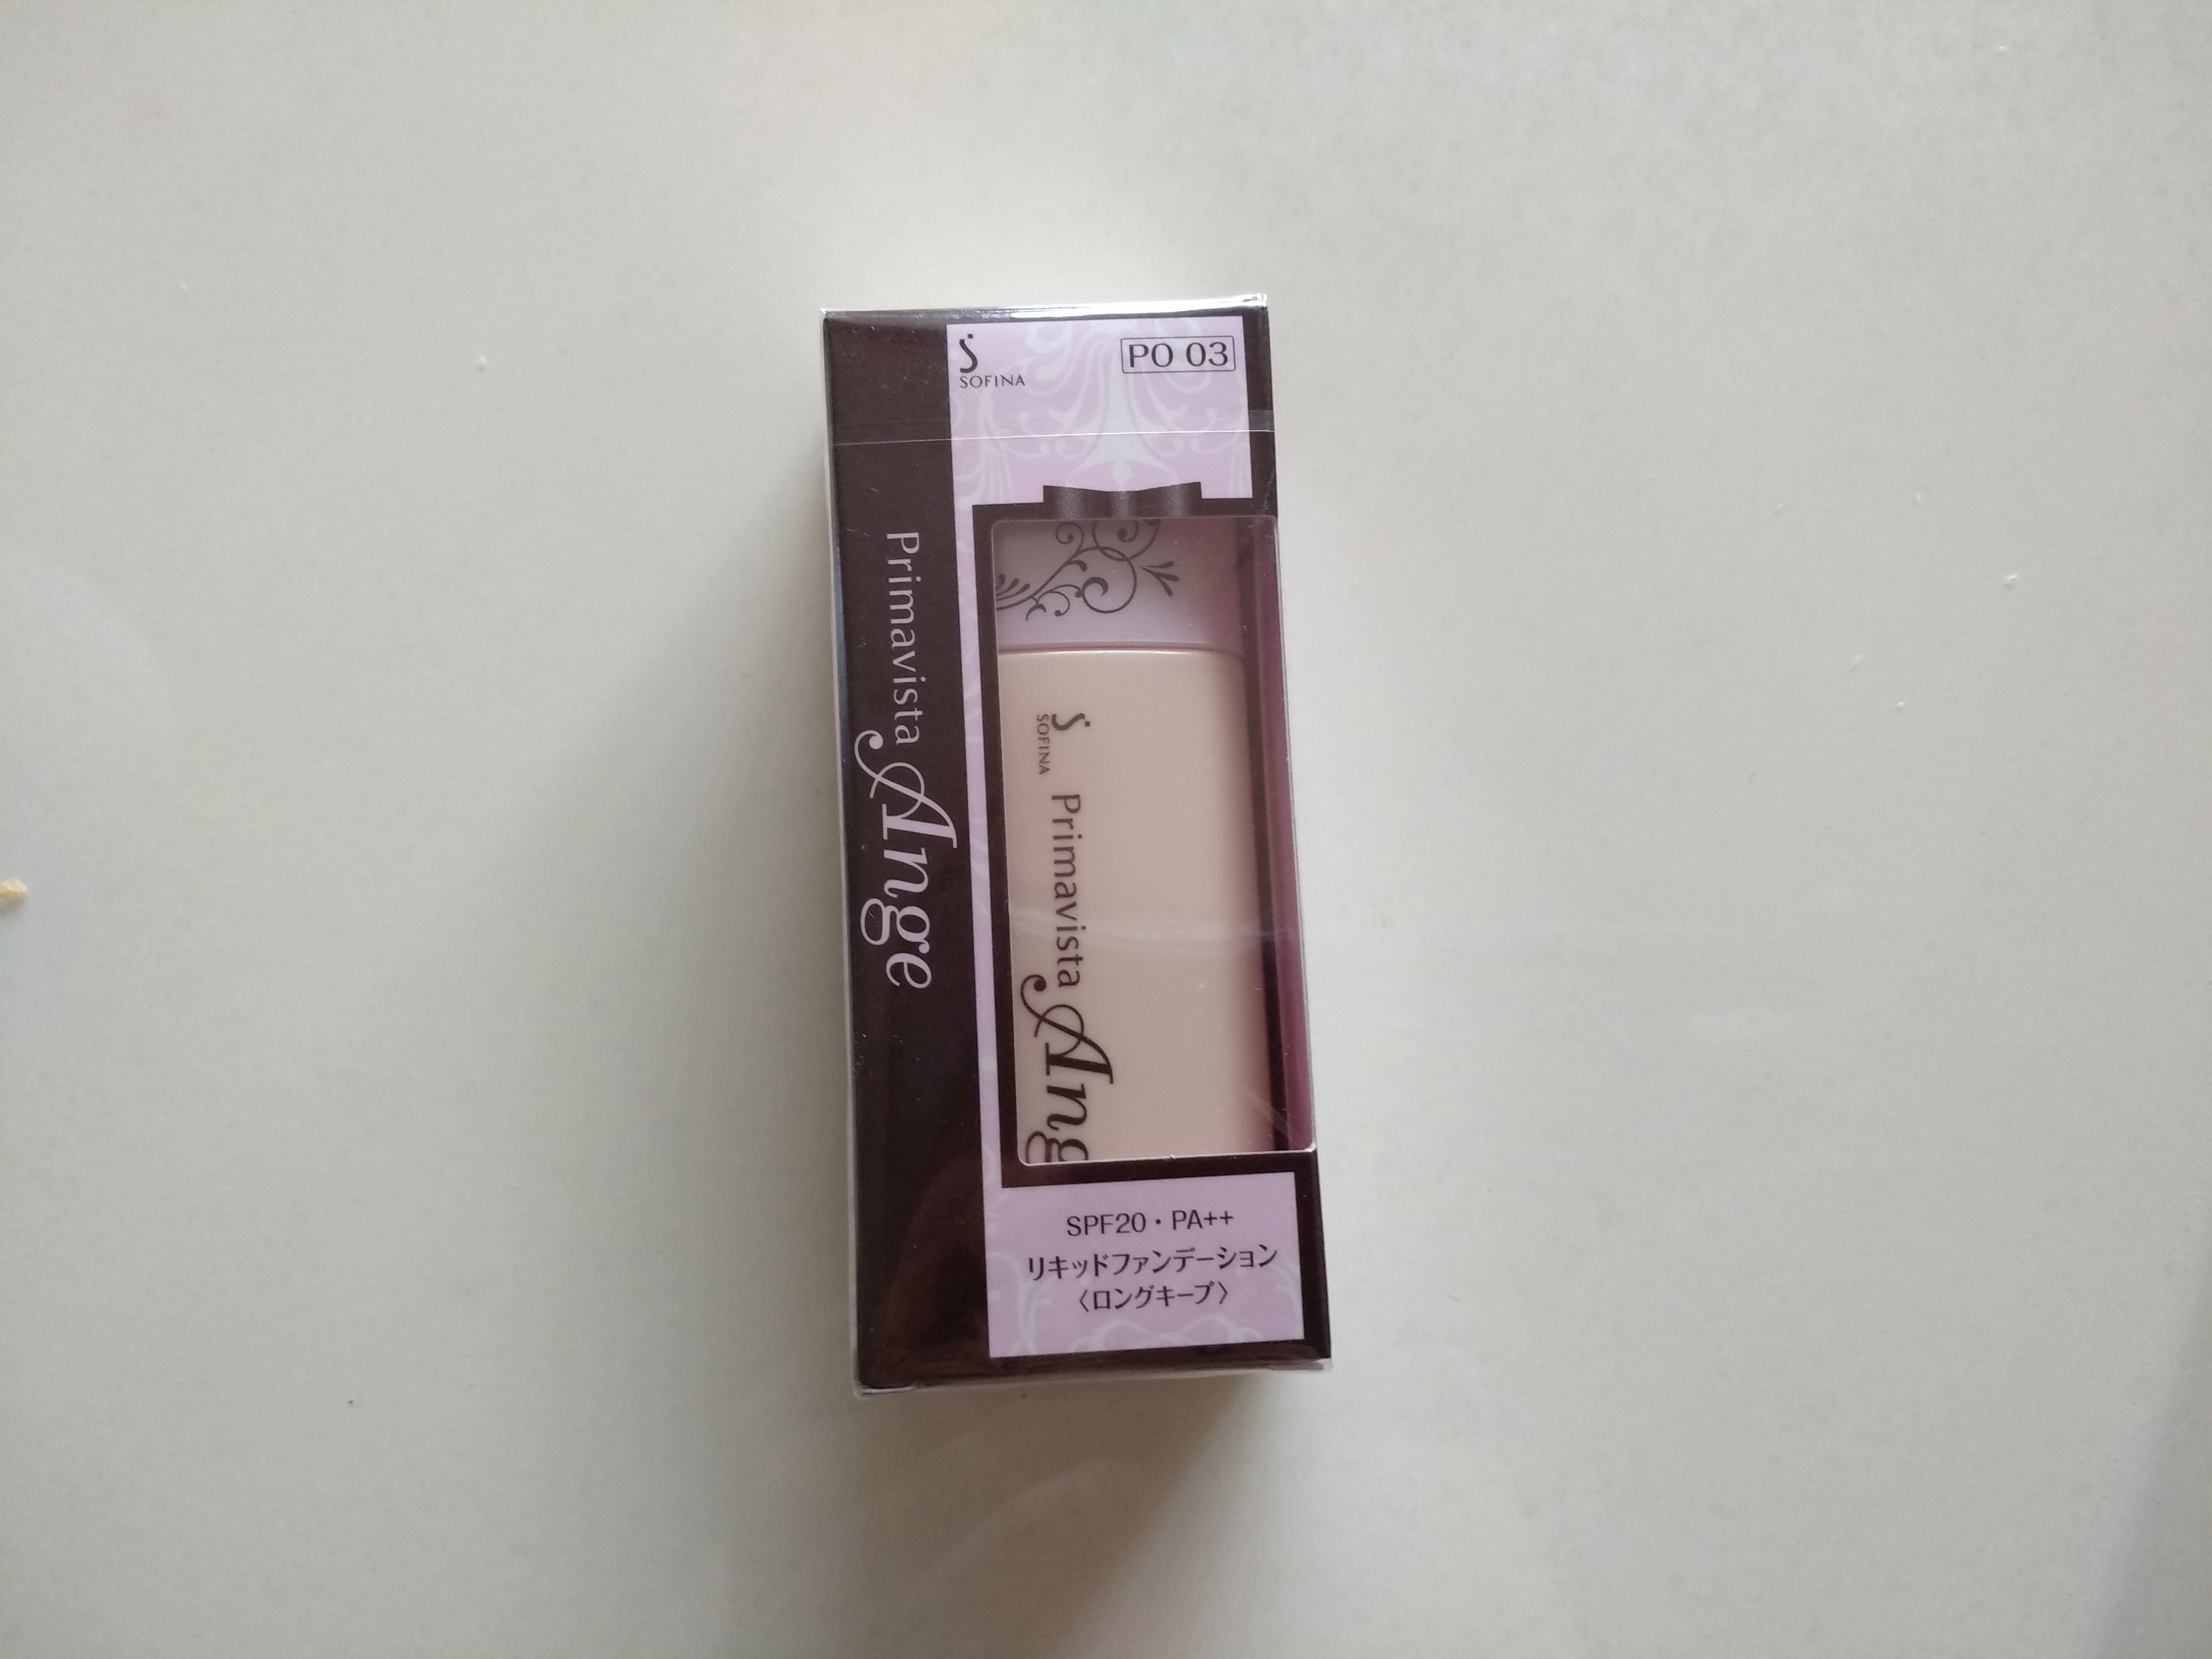 SOFINA
PO 03
Primavista Ange
SOFINA
Primavista Ang
SPF20・PA++
リキッドファンデーション
〈ロングキープ〉